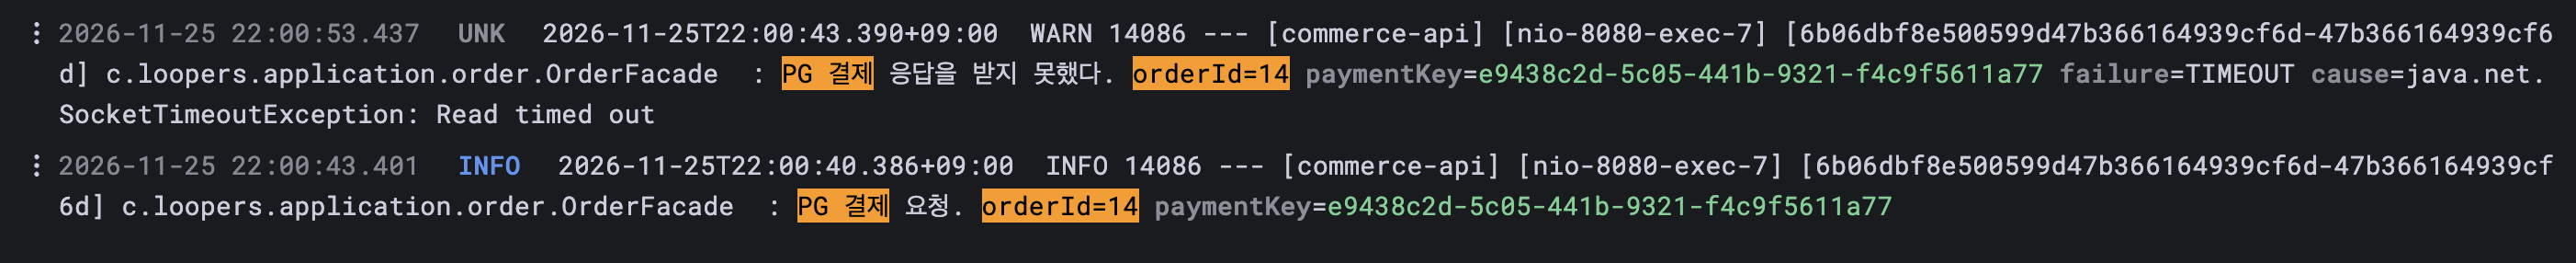 2026-11-25 22:00:53.437 UNK 2026-11-25T22:00:43.390+09:00 WARN 14086 --- [commerce-api] [nio-8080-exec-7] [6b06dbf8e500599d47b366164939cf6d-47b366164939cf6
d] c.loopers.application.order.OrderFacade : PG 결제 응답을 받지 못했다. orderId=14 paymentKey=e9438c2d-5c05-441b-9321-f4c9f5611a77 failure=TIMEOUT cause=java.net.
SocketTimeoutException: Read timed out
2026-11-25 22:00:43.401 INFO 2026-11-25T22:00:40.386+09:00 INFO 14086 --- [commerce-api] [nio-8080-exec-7] [6b06dbf8e500599d47b366164939cf6d-47b366164939cf
6d] c.loopers.application.order.OrderFacade : PG 결제 요청. orderId=14 paymentKey=e9438c2d-5c05-441b-9321-f4c9f5611a77